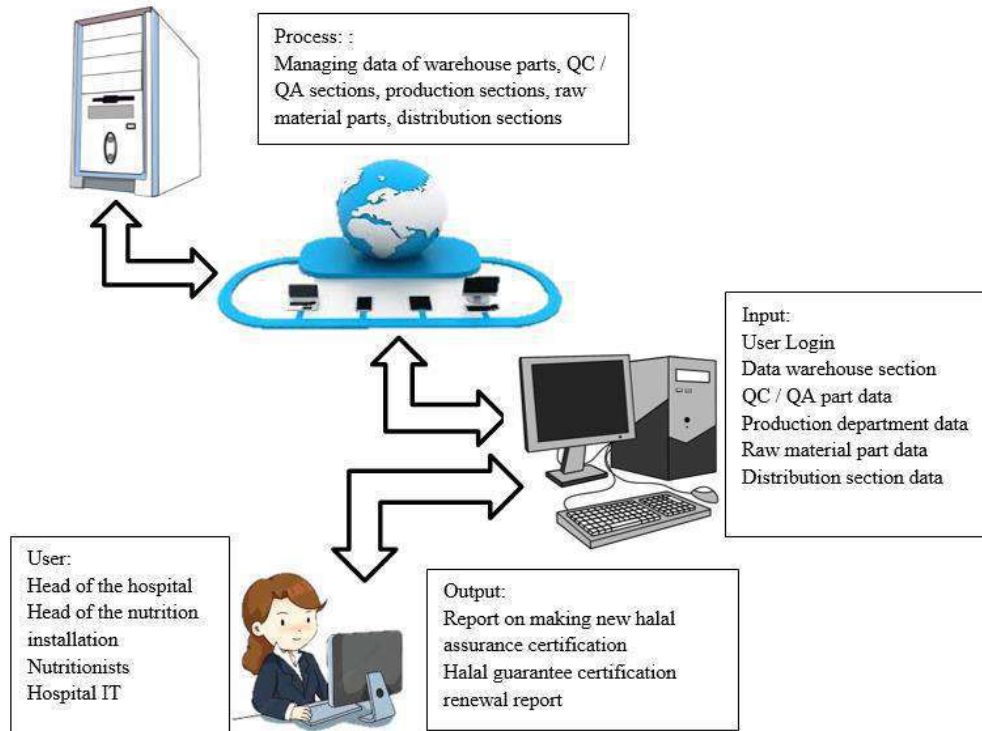 Process: :
Managing data of warehouse parts, QC /
QA sections, production sections, raw
material parts, distribution sections
Input:
User Login
Data warehouse section
QC / QA part data
Production department data
Raw material part data
Distribution section data
User:
Head of the hospital
Head of the nutrition
installation
Nutritionists
Hospital IT
Output:
Report on making new halal
assurance certification
Halal guarantee certification
renewal report